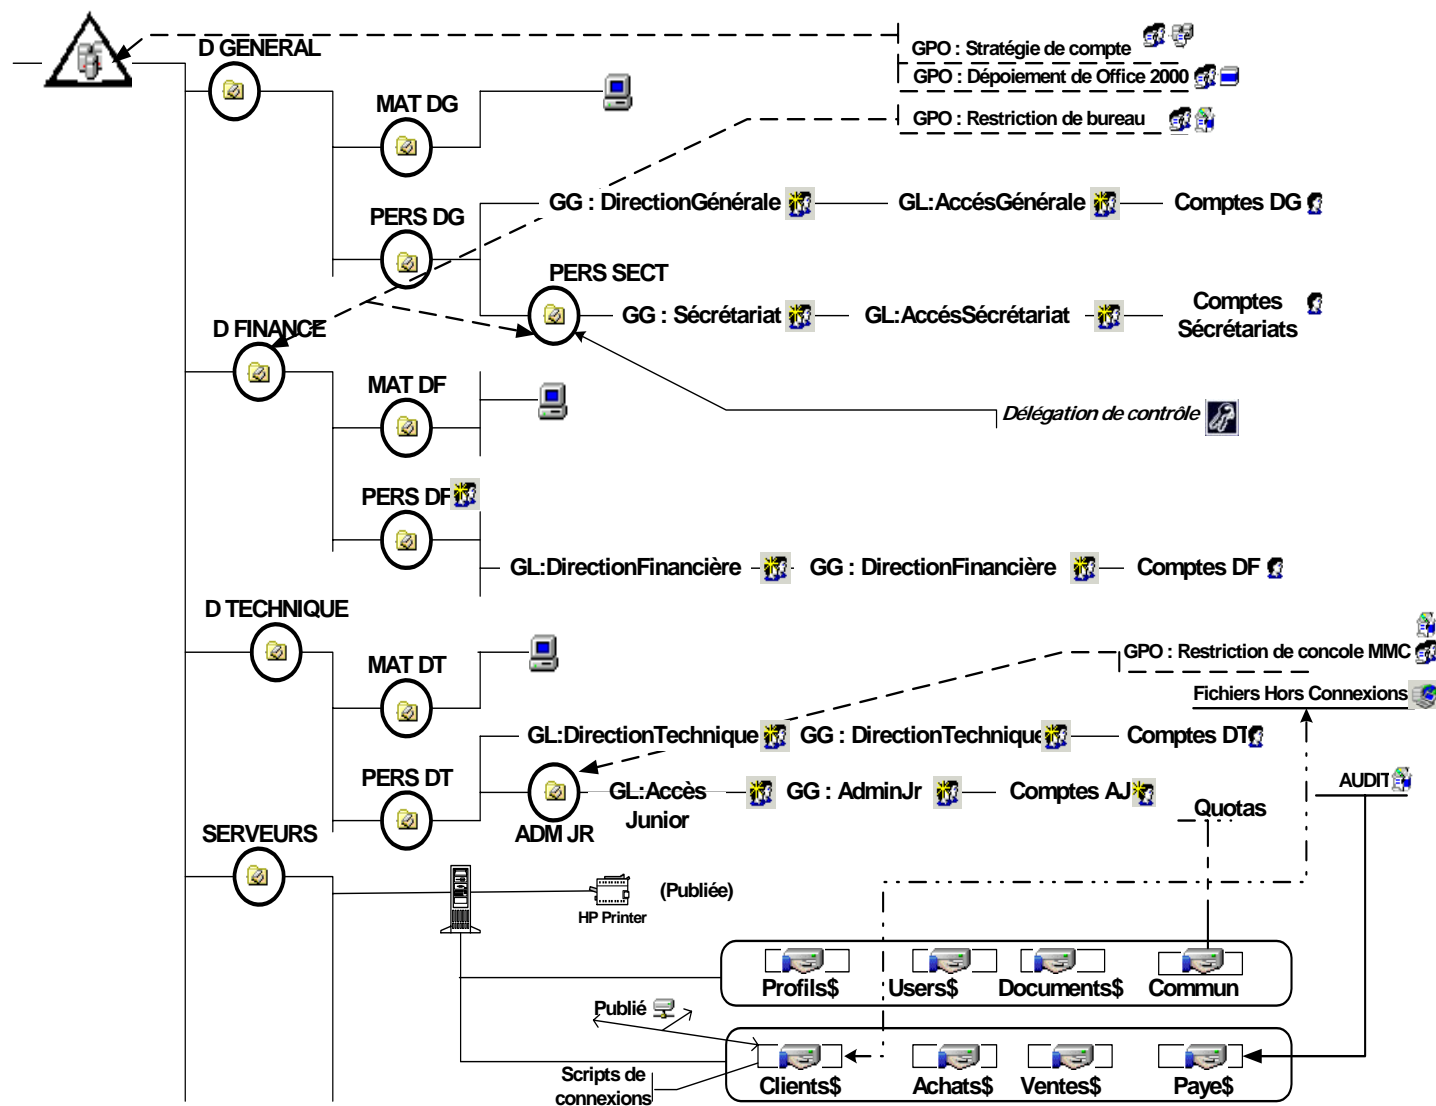 D GENERAL
GPO : Stratégie de compte
GPO : Dépoiement de Office 2000
GPO : Restriction de bureau
MAT DG
PERS DG
GG : DirectionGénérale
GL:AccésGénérale
Comptes DG
PERS SECT
GG : Sécrétariat
GL:AccésSécrétariat
Comptes
Sécrétariats
D FINANCE
MAT DF
Délégation de contrôle
PERS DF
GL:DirectionFinancière
GG : DirectionFinancière
Comptes DF
D TECHNIQUE
MAT DT
GPO : Restriction de concole MMC
Fichiers Hors Connexions
GL:DirectionTechnique
GG : DirectionTechnique
Comptes DT
PERS DT
GL:Accès
Junior
GG : AdminJr
Comptes AJ
AUDIT
Quotas
ADM JR
SERVEURS
HP Printer
(Publiée)
Profils$
Users$
Documents$
Commun
Publié
Scripts de
connexions
Clients$
Achats$
Ventes$
Paye$